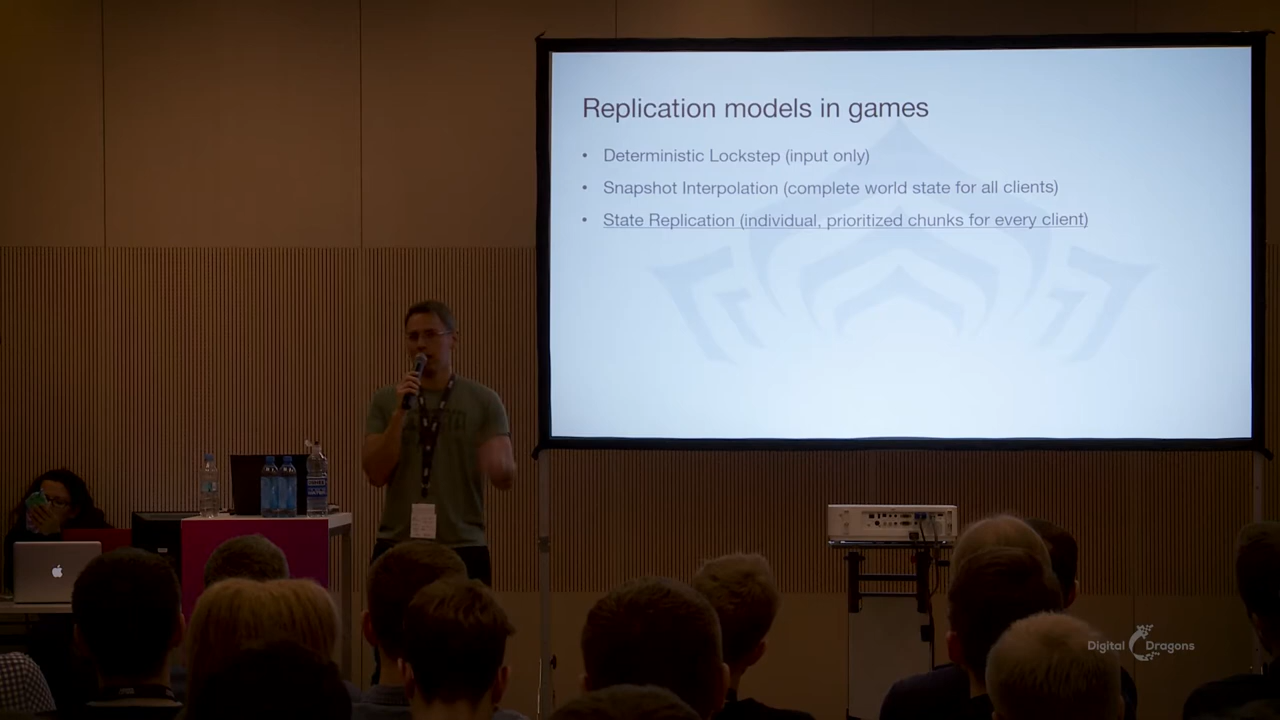 Replication models in games
• Deterministic Lockstep (input only)
• Snapshot Interpolation (complete world state for all clients)
• State Replication (individual, prioritized chunks for every client)
Digital Dragons